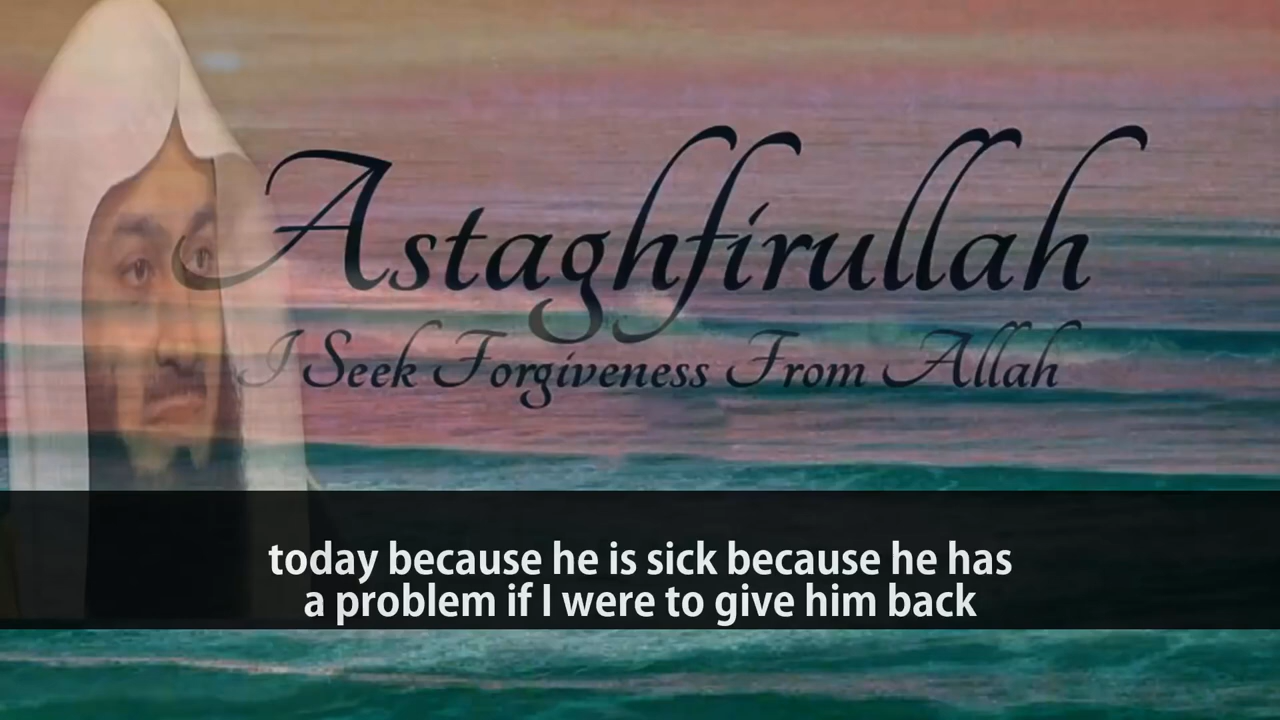 Astaghfirullah
I Seek Forgiveness From Allah
today because he is sick because he has
a problem if I were to give him back